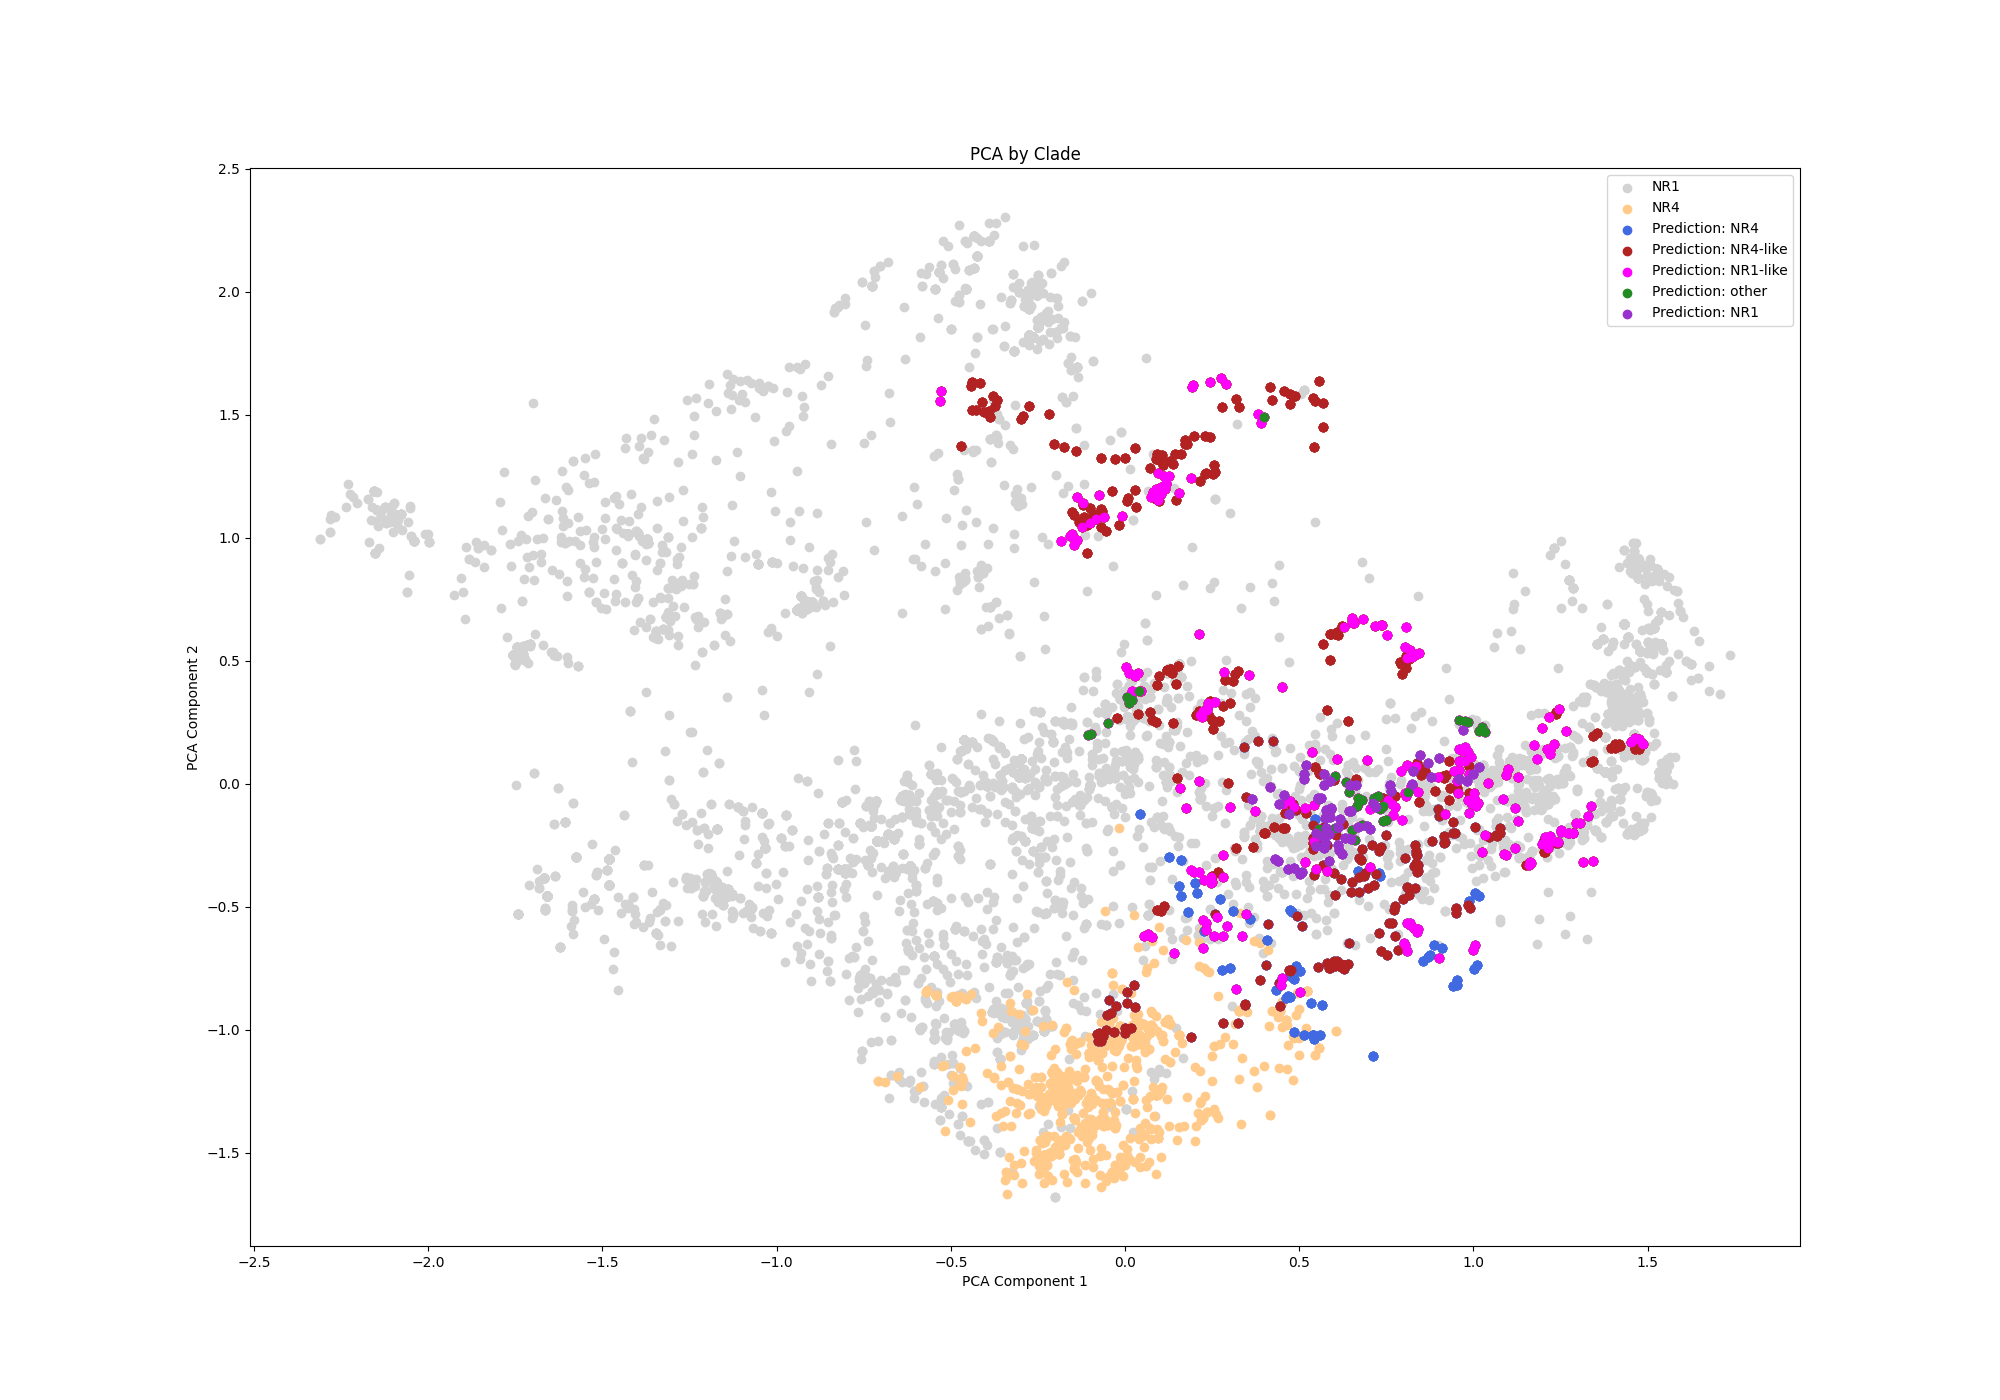 PCA by Clade
2.5
2.0
1.5
1.0
0.5
0.0
−0.5
−1.0
−1.5
PCA Component 2
NR1
NR4
Prediction: NR4
Prediction: NR4-like
Prediction: NR1-like
Prediction: other
Prediction: NR1
−2.5 −2.0 −1.5 −1.0 −0.5 0.0 0.5 1.0 1.5
PCA Component 1